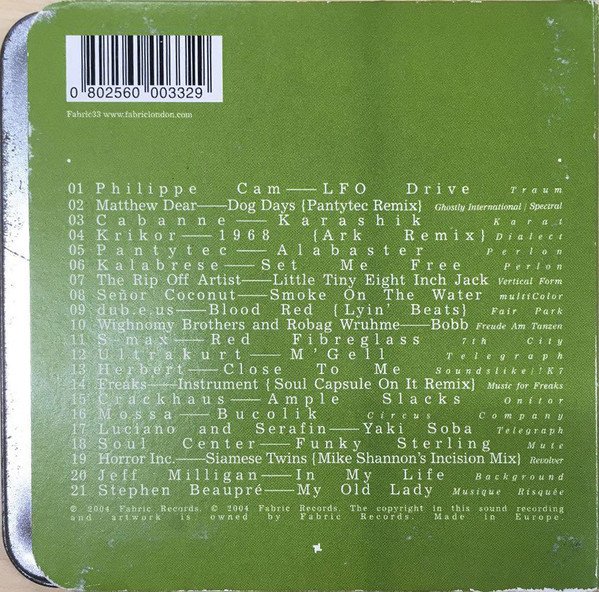 0 802560 003329
Fabric33 www.fabriclondon.com
01 Philippe Cam—LFO Drive Traum
02 Matthew Dear—Dog Days {Pantytec Remix} Ghostly International | Spectral
03 Cabanne—Karashik Karat
04 Krikor—1968 {Ark Remix} Dialect
05 Pantytec—Alabaster Perlon
06 Kalabrese—Set Me Free Perlon
07 The Rip Off Artist—Little Tiny Eight Inch Jack Vertical Form
08 Señor Coconut—Smoke On The Water multiColor
09 dub.e.us—Blood Red {Lyin' Beats} Fair Park
10 Wighnomy Brothers and Robag Wruhme—Bobb Freude Am Tanzen
11 S-max—Red Fibreglass 7th City
12 Ultrakurt—M'Gell Telegraph
13 Herbert—Close To Me Soundslike/!K7
14 Freaks—Instrument {Soul Capsule On It Remix} Music for Freaks
15 Crackhaus—Ample Slacks Onitor
16 Mossa—Bucolik Circus Company
17 Luciano and Serafin—Yaki Soba Telegraph
18 Soul Center—Funky Sterling Mute
19 Horror Inc.—Siamese Twins {Mike Shannon's Incision Mix} Revolver
20 Jeff Milligan—In My Life Background
21 Stephen Beaupré—My Old Lady Musique Risquée
℗ 2004 Fabric Records. © 2004 Fabric Records. The copyright in this sound recording
and artwork is owned by Fabric Records. Made in Europe.